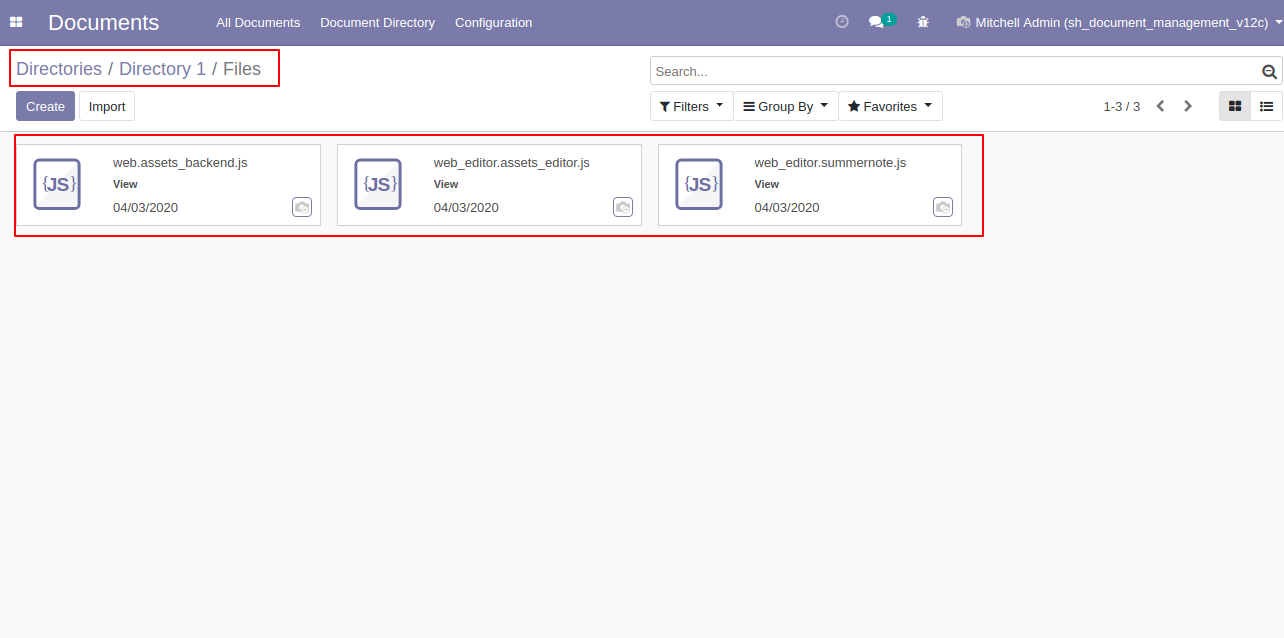 Documents All Documents Document Directory Configuration 1 Mitchell Admin (sh_document_management_v12c)
Directories / Directory 1 / Files
Search...
Create Import Filters Group By Favorites 1-3 / 3
{JS} web.assets_backend.js
View
04/03/2020
{JS} web_editor.assets_editor.js
View
04/03/2020
{JS} web_editor.summernote.js
View
04/03/2020